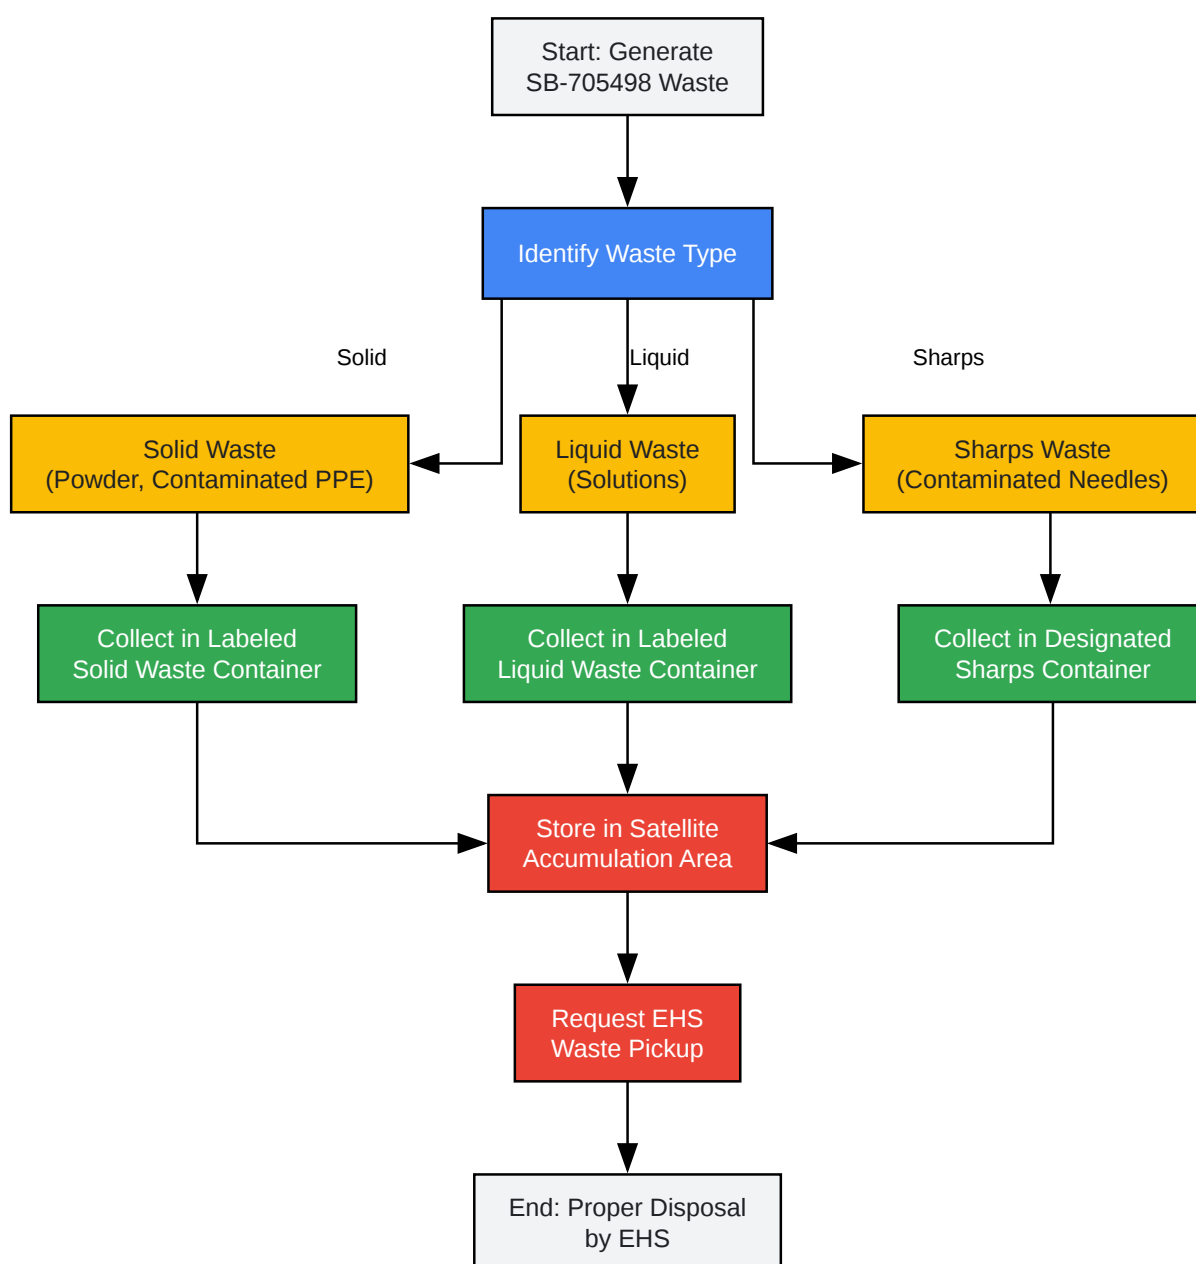 Start: Generate
SB-705498 Waste
Identify Waste Type
Solid
Liquid
Sharps
Solid Waste
(Powder, Contaminated PPE)
Liquid Waste
(Solutions)
Sharps Waste
(Contaminated Needles)
Collect in Labeled
Solid Waste Container
Collect in Labeled
Liquid Waste Container
Collect in Designated
Sharps Container
Store in Satellite
Accumulation Area
Request EHS
Waste Pickup
End: Proper Disposal
by EHS